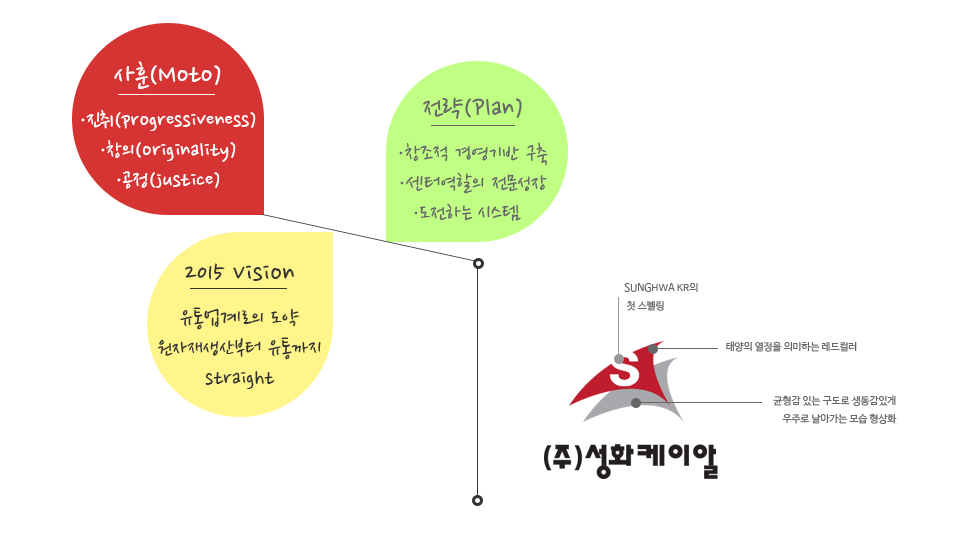 사훈(Moto)
·진취(progressiveness)
·창의(originality)
·공정(justice)
전략(Plan)
·창조적 경영기반 구축
·센터역할의 전문성장
·도전하는 시스템
2015 Vision
유통업계로의 도약
원자재생산부터 유통까지
straight
SUNGHWA KR의
첫 스펠링
S
태양의 열정을 의미하는 레드컬러
균형감 있는 구도로 생동감있게
우주로 날아가는 모습 형상화
(주)성화케이알